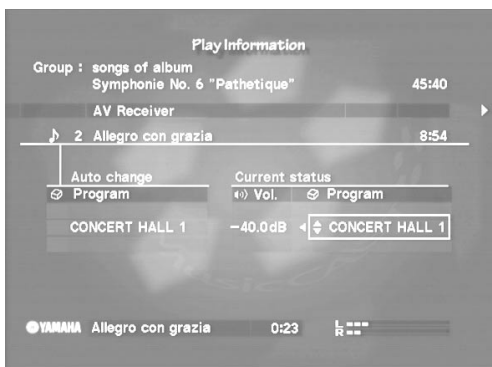 Play Information
Group : songs of album
Symphonie No. 6 "Pathetique" 45:40
AV Receiver
2 Allegro con grazia 8:54
Auto change Current status
Program Vol. Program
CONCERT HALL 1 −40.0dB CONCERT HALL 1
YAMAHA Allegro con grazia 0:23 L R